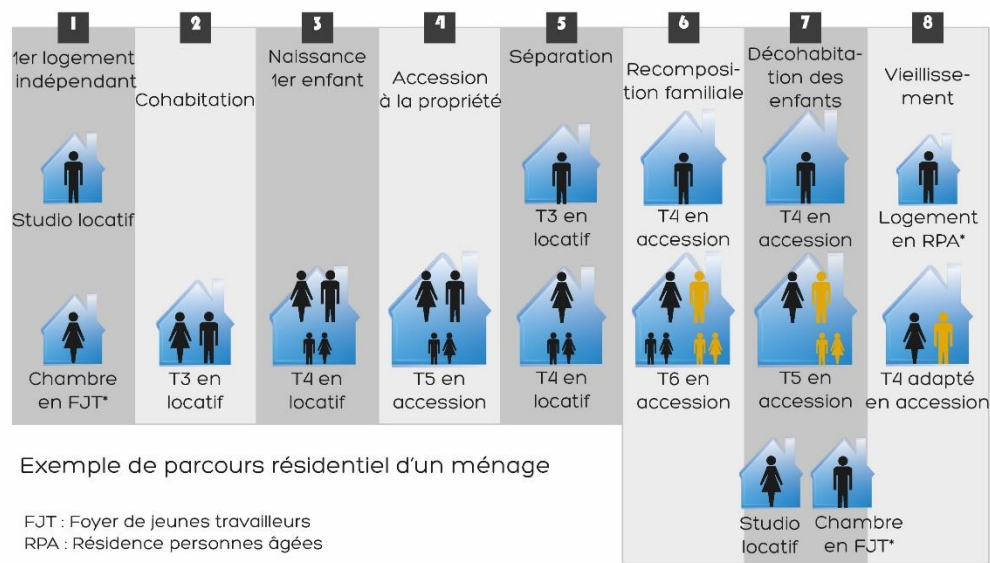 1
1er logement
indépendant
Studio locatif
Chambre
en FJT*
2
Cohabitation
T3 en
locatif
3
Naissance
1er enfant
T4 en
locatif
4
Accession
à la propriété
T5 en
accession
5
Séparation
T3 en
locatif
T4 en
locatif
6
Recomposi-
tion familiale
T4 en
accession
T6 en
accession
7
Décohabita-
tion des
enfants
T4 en
accession
T5 en
accession
Studio
locatif
Chambre
en FJT*
8
Vieillisse-
ment
Logement
en RPA*
T4 adapté
en accession
Exemple de parcours résidentiel d'un ménage
FJT : Foyer de jeunes travailleurs
RPA : Résidence personnes âgées